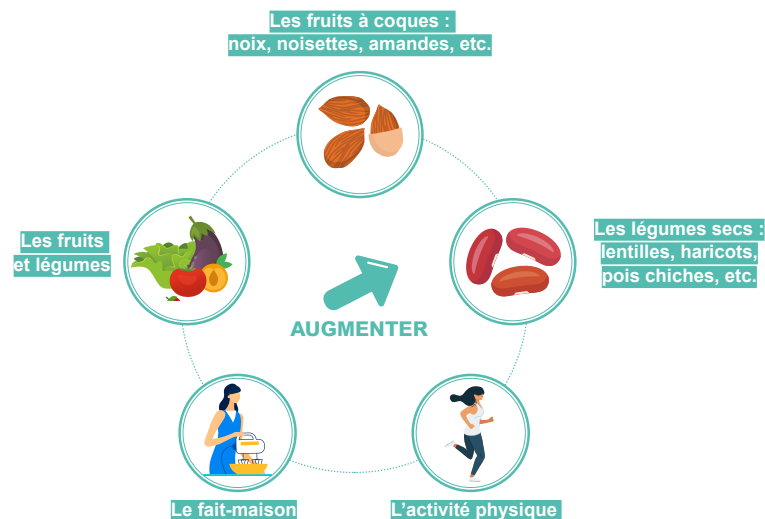 Les fruits à coques :
noix, noisettes, amandes, etc.
Les fruits
et légumes
Les légumes secs :
lentilles, haricots,
pois chiches, etc.
AUGMENTER
Le fait-maison
L'activité physique